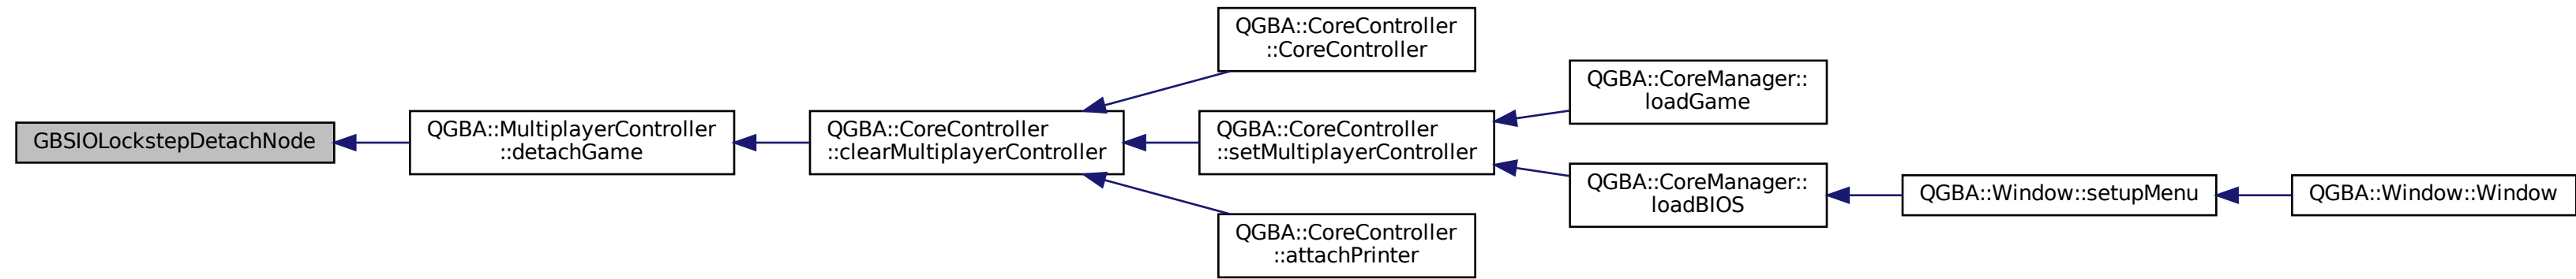 GBSIOLockstepDetachNode
QGBA::MultiplayerController
::detachGame
QGBA::CoreController
::clearMultiplayerController
QGBA::CoreController
::CoreController
QGBA::CoreController
::setMultiplayerController
QGBA::CoreController
::attachPrinter
QGBA::CoreManager::
loadGame
QGBA::CoreManager::
loadBIOS
QGBA::Window::setupMenu
QGBA::Window::Window